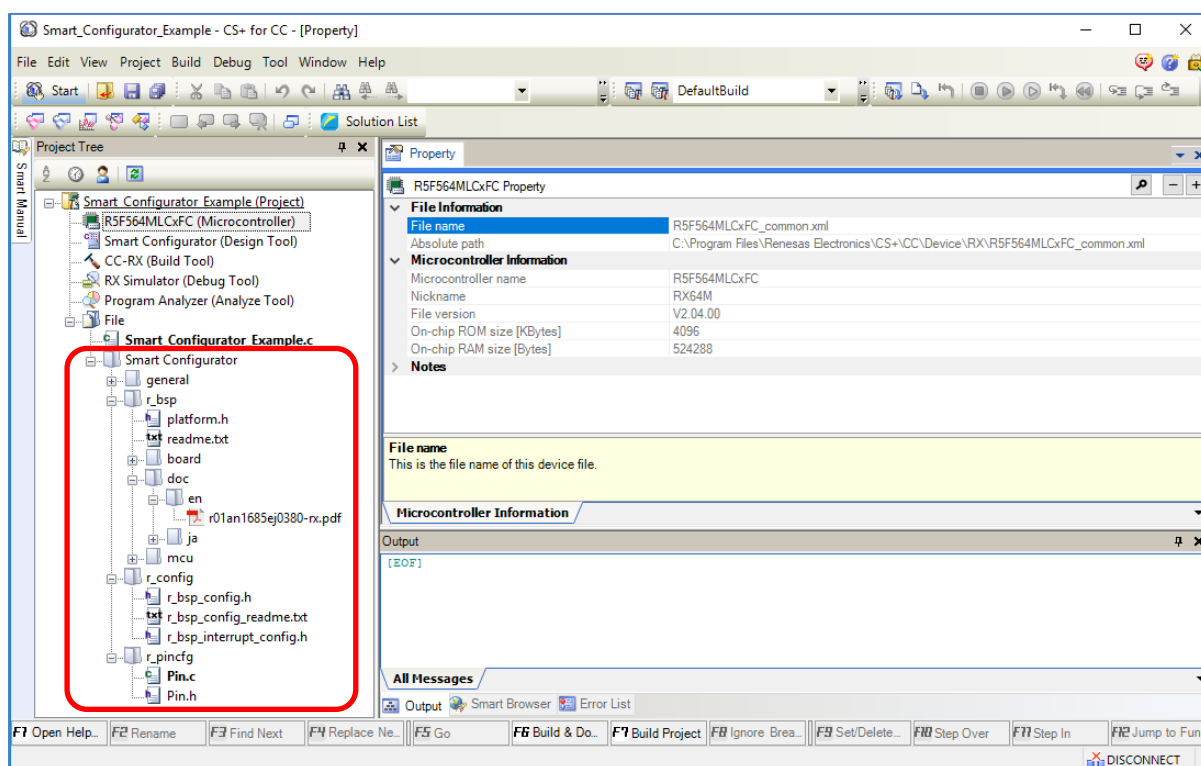 Smart_Configurator_Example - CS+ for CC - [Property]
File Edit View Project Build Debug Tool Window Help
Start DefaultBuild
Solution List
Smart Manual
Project Tree
Smart_Configurator_Example (Project)
R5F564MLCxFC (Microcontroller)
Smart Configurator (Design Tool)
CC-RX (Build Tool)
RX Simulator (Debug Tool)
Program Analyzer (Analyze Tool)
File
Smart_Configurator_Example.c
Smart Configurator
general
r_bsp
platform.h
readme.txt
board
doc
en
r01an1685ej0380-rx.pdf
ja
mcu
r_config
r_bsp_config.h
r_bsp_config_readme.txt
r_bsp_interrupt_config.h
r_pincfg
Pin.c
Pin.h
Property
R5F564MLCxFC Property
File Information
File name R5F564MLCxFC_common.xml
Absolute path C:\Program Files\Renesas Electronics\CS+\CC\Device\RX\R5F564MLCxFC_common.xml
Microcontroller Information
Microcontroller name R5F564MLCxFC
Nickname RX64M
File version V2.04.00
On-chip ROM size [KBytes] 4096
On-chip RAM size [Bytes] 524288
Notes
File name
This is the file name of this device file.
Microcontroller Information
Output
[EOF]
All Messages
Output Smart Browser Error List
F1 Open Help... F2 Rename F3 Find Next F4 Replace Ne... F5 Go F6 Build & Do... F7 Build Project F8 Ignore Brea... F9 Set/Delete... F10 Step Over F11 Step In F12 Jump to Fun
DISCONNECT